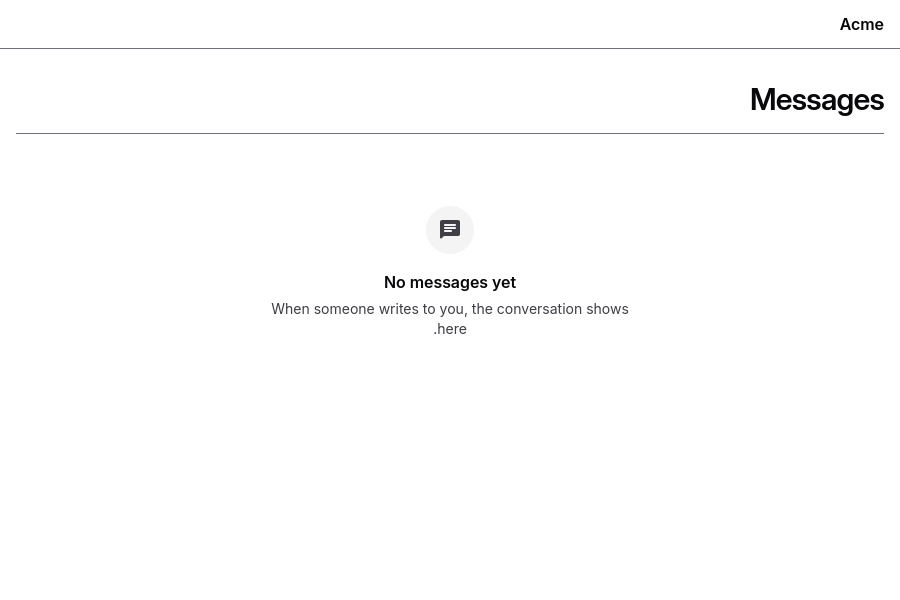 Acme
Messages
No messages yet
When someone writes to you, the conversation shows
.here